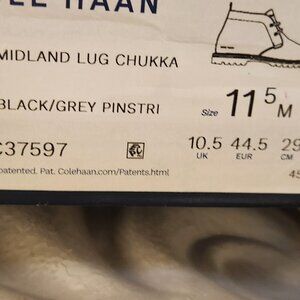 HAAN
MIDLAND LUG CHUKKA
BLACK/GREY PINSTRI
Size 11 5 M
C37597
10.5 44.5 29
UK EUR CM
patented. Pat. Colehaan.com/Patents.html
45